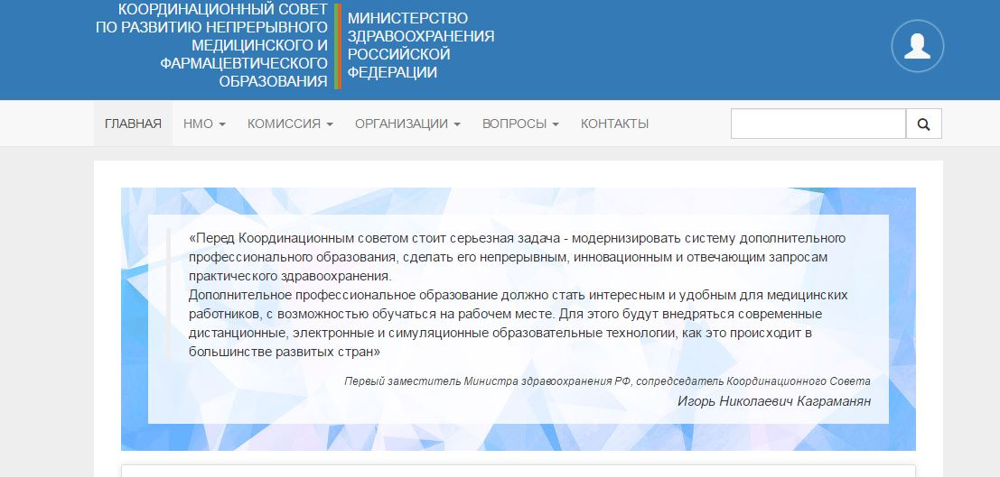 КООРДИНАЦИОННЫЙ СОВЕТ
ПО РАЗВИТИЮ НЕПРЕРЫВНОГО
МЕДИЦИНСКОГО И
ФАРМАЦЕВТИЧЕСКОГО
ОБРАЗОВАНИЯ
МИНИСТЕРСТВО
ЗДРАВООХРАНЕНИЯ
РОССИЙСКОЙ
ФЕДЕРАЦИИ
ГЛАВНАЯ НМО КОМИССИЯ ОРГАНИЗАЦИИ ВОПРОСЫ КОНТАКТЫ
«Перед Координационным советом стоит серьезная задача - модернизировать систему дополнительного
профессионального образования, сделать его непрерывным, инновационным и отвечающим запросам
практического здравоохранения.
Дополнительное профессиональное образование должно стать интересным и удобным для медицинских
работников, с возможностью обучаться на рабочем месте. Для этого будут внедряться современные
дистанционные, электронные и симуляционные образовательные технологии, как это происходит в
большинстве развитых стран»
Первый заместитель Министра здравоохранения РФ, сопредседатель Координационного Совета
Игорь Николаевич Каграманян